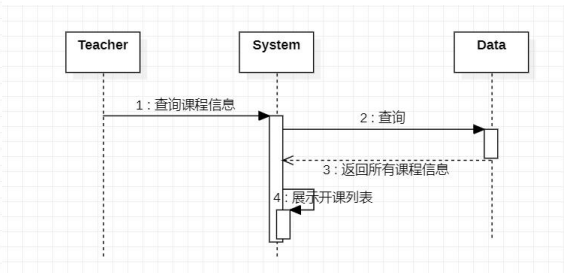 Teacher
System
Data
1 : 查询课程信息
2 : 查询
3 : 返回所有课程信息
4 : 展示开课列表